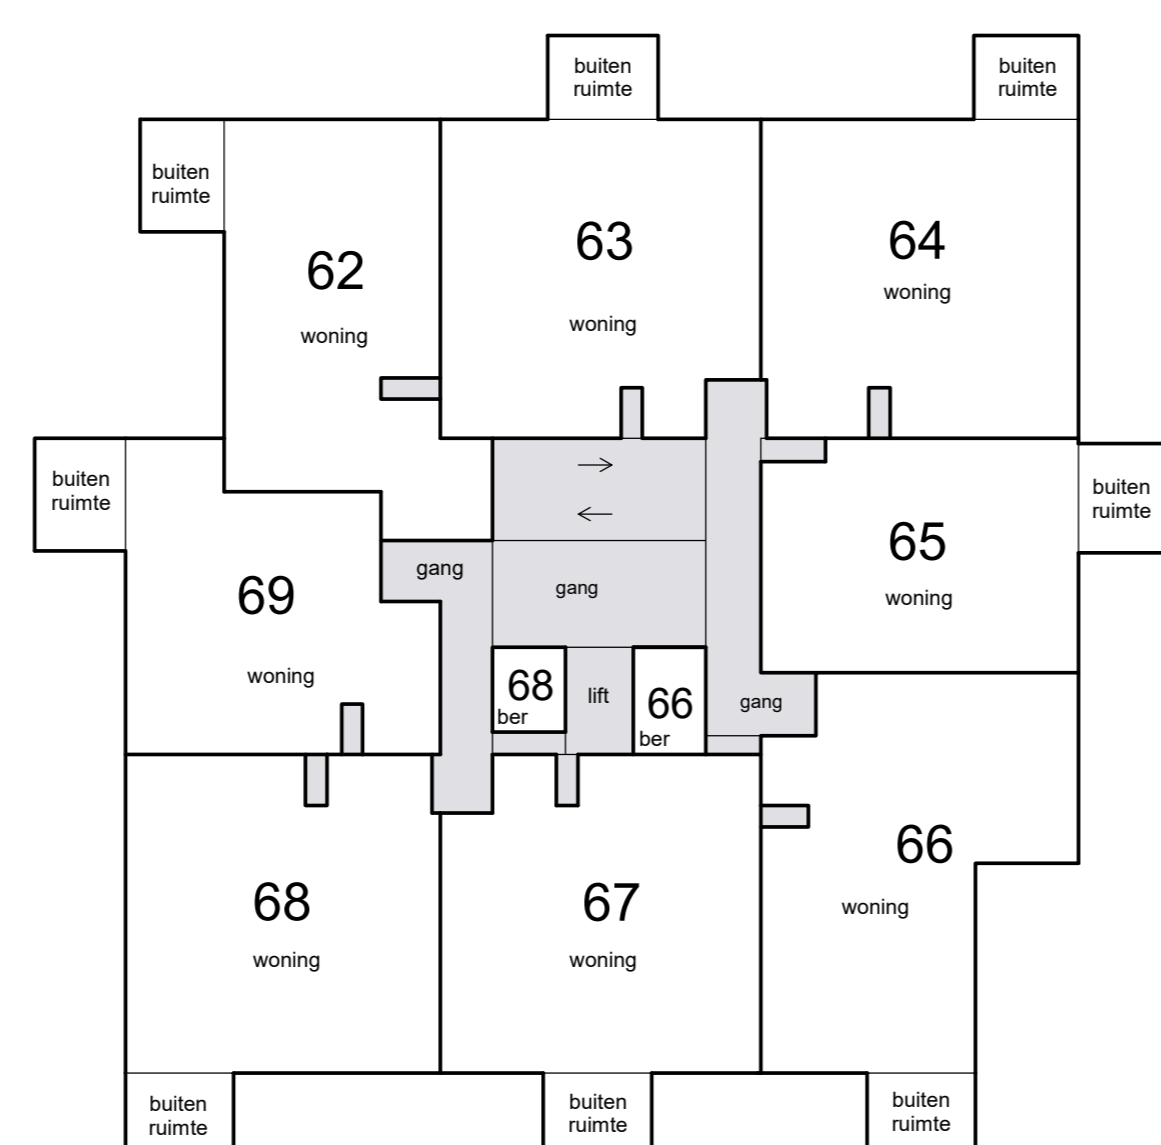 buiten
ruimte
buiten
ruimte
buiten
ruimte
62
woning
63
woning
64
woning
buiten
ruimte
buiten
ruimte
65
woning
69
woning
gang
gang
68
ber
lift
66
ber
gang
66
woning
68
woning
67
woning
buiten
ruimte
buiten
ruimte
buiten
ruimte